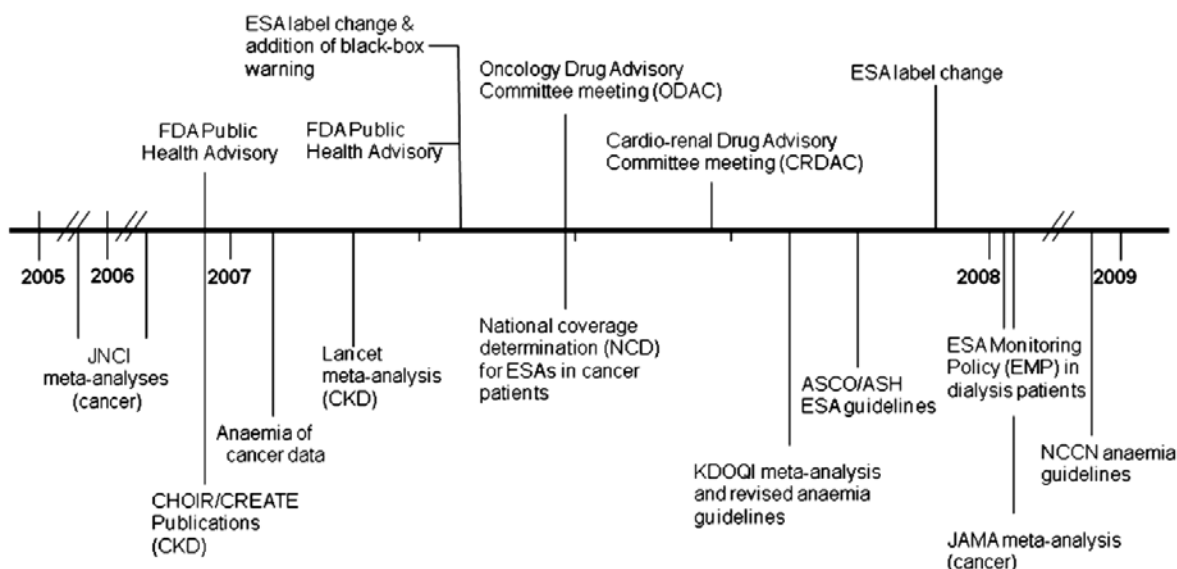 ESA label change &
addition of black-box
warning
Oncology Drug Advisory
Committee meeting (ODAC)
ESA label change
FDA Public
Health Advisory
FDA Public
Health Advisory
Cardio-renal Drug Advisory
Committee meeting (CRDAC)
2005
2006
2007
2008
2009
JNCI
meta-analyses
(cancer)
Lancet
meta-analysis
(CKD)
National coverage
determination (NCD)
for ESAs in cancer
patients
ESA Monitoring
Policy (EMP) in
dialysis patients
ASCO/ASH
ESA guidelines
Anaemia of
cancer data
NCCN anaemia
guidelines
KDOQI meta-analysis
and revised anaemia
guidelines
CHOIR/CREATE
Publications
(CKD)
JAMA meta-analysis
(cancer)